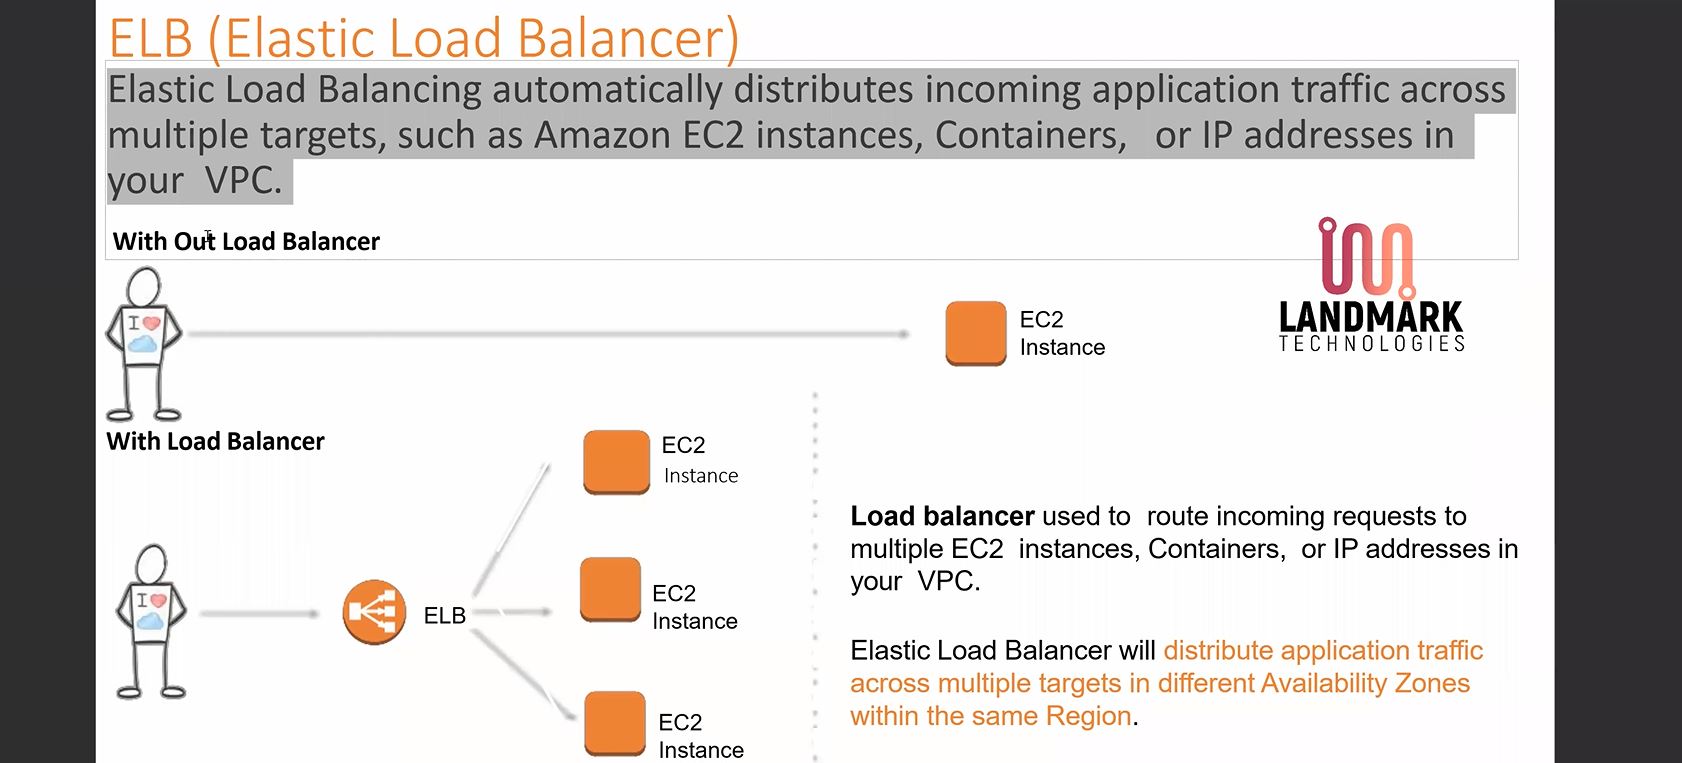 ELB (Elastic Load Balancer)
Elastic Load Balancing automatically distributes incoming application traffic across
multiple targets, such as Amazon EC2 instances, Containers, or IP addresses in
your VPC.
With Out Load Balancer
I
EC2
Instance
LANDMARK
TECHNOLOGIES
With Load Balancer
EC2
Instance
I
ELB
EC2
Instance
EC2
Instance
Load balancer used to route incoming requests to
multiple EC2 instances, Containers, or IP addresses in
your VPC.
Elastic Load Balancer will distribute application traffic
across multiple targets in different Availability Zones
within the same Region.